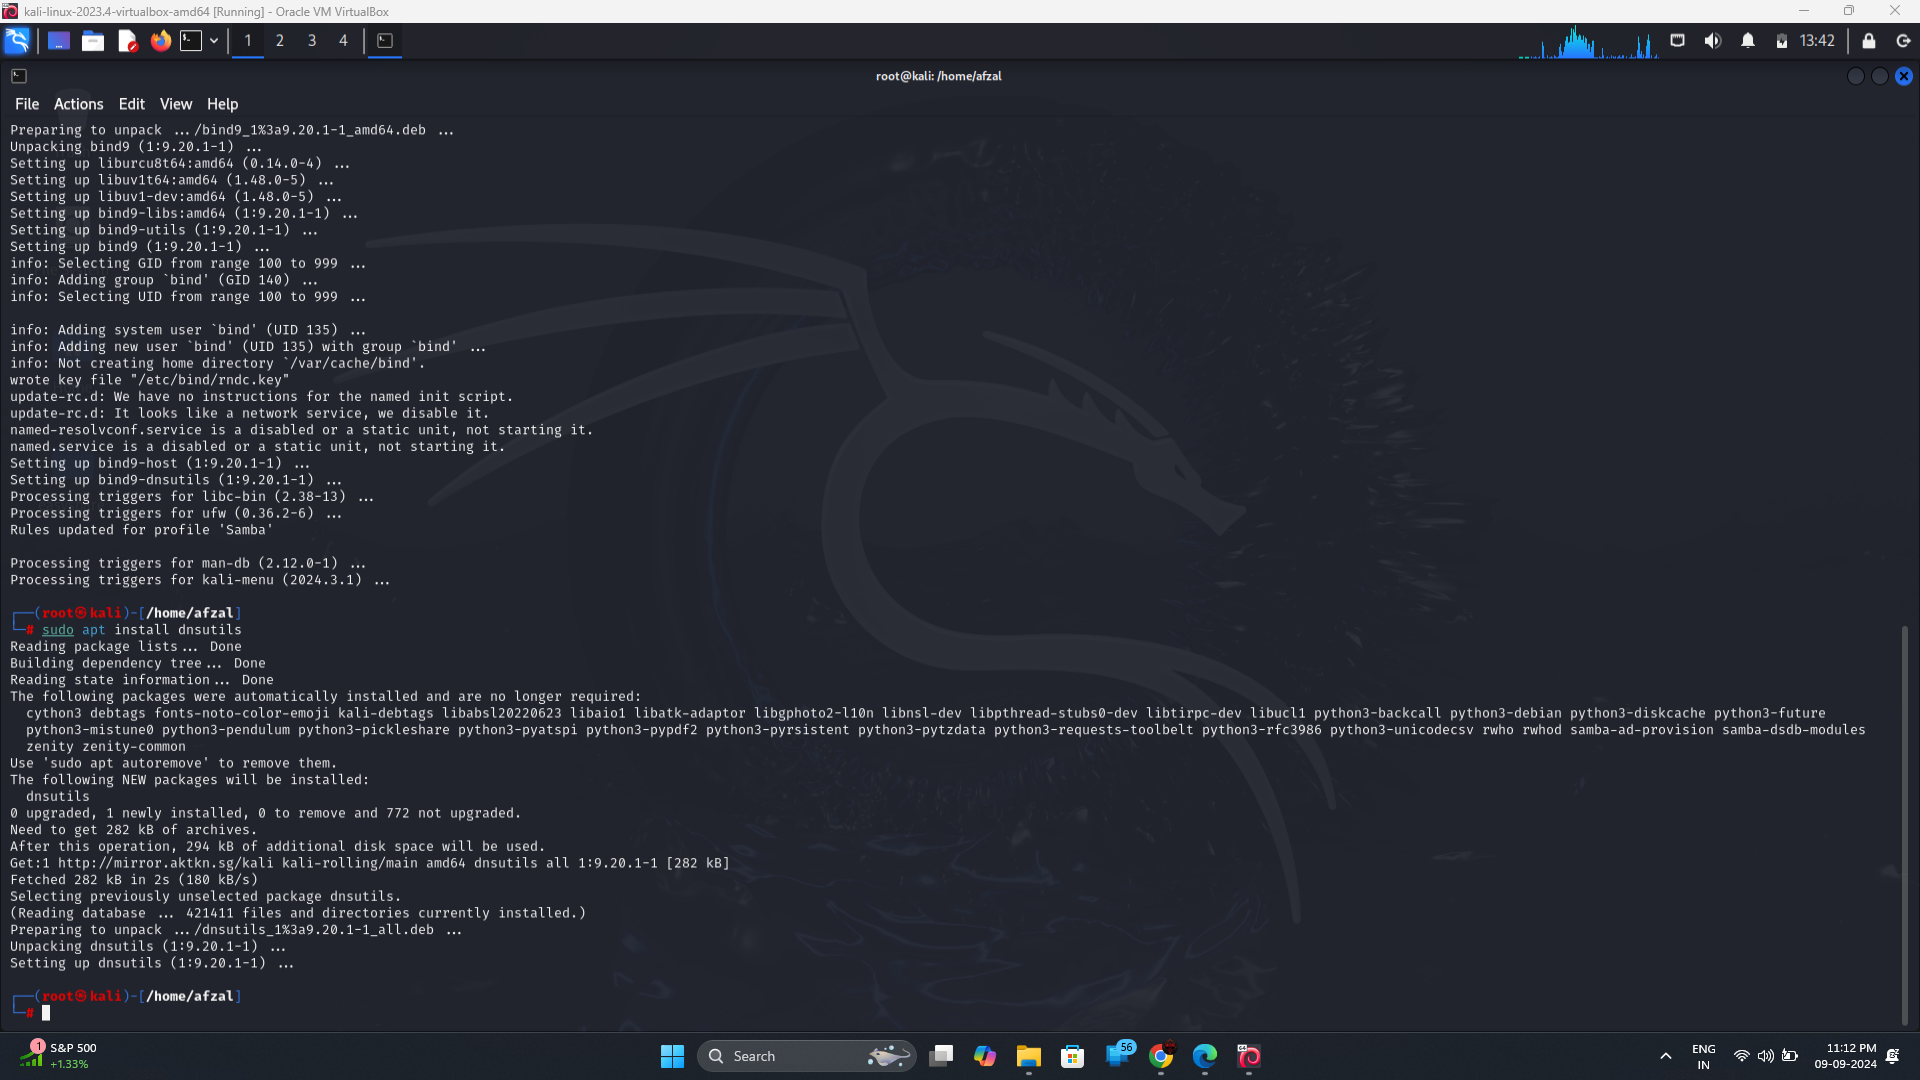 kali-linux-2023.4-virtualbox-amd64 [Running] - Oracle VM VirtualBox
1 2 3 4
13:42
root@kali: /home/afzal
File Actions Edit View Help
Preparing to unpack .../bind9_1%3a9.20.1-1_amd64.deb ...
Unpacking bind9 (1:9.20.1-1) ...
Setting up liburcu8t64:amd64 (0.14.0-4) ...
Setting up libuv1t64:amd64 (1.48.0-5) ...
Setting up libuv1-dev:amd64 (1.48.0-5) ...
Setting up bind9-libs:amd64 (1:9.20.1-1) ...
Setting up bind9-utils (1:9.20.1-1) ...
Setting up bind9 (1:9.20.1-1) ...
info: Selecting GID from range 100 to 999 ...
info: Adding group `bind' (GID 140) ...
info: Selecting UID from range 100 to 999 ...
info: Adding system user `bind' (UID 135) ...
info: Adding new user `bind' (UID 135) with group `bind' ...
info: Not creating home directory `/var/cache/bind'.
wrote key file "/etc/bind/rndc.key"
update-rc.d: We have no instructions for the named init script.
update-rc.d: It looks like a network service, we disable it.
named-resolvconf.service is a disabled or a static unit, not starting it.
named.service is a disabled or a static unit, not starting it.
Setting up bind9-host (1:9.20.1-1) ...
Setting up bind9-dnsutils (1:9.20.1-1) ...
Processing triggers for libc-bin (2.38-13) ...
Processing triggers for ufw (0.36.2-6) ...
Rules updated for profile 'Samba'
Processing triggers for man-db (2.12.0-1) ...
Processing triggers for kali-menu (2024.3.1) ...
┌──(root㉿kali)-[/home/afzal]
└─# sudo apt install dnsutils
Reading package lists... Done
Building dependency tree... Done
Reading state information... Done
The following packages were automatically installed and are no longer required:
cython3 debtags fonts-noto-color-emoji kali-debtags libabsl20220623 libaio1 libatk-adaptor libgphoto2-l10n libnsl-dev libpthread-stubs0-dev libtirpc-dev libucl1 python3-backcall python3-debian python3-diskcache python3-future
python3-mistune0 python3-pendulum python3-pickleshare python3-pyatspi python3-pypdf2 python3-pyrsistent python3-pytzdata python3-requests-toolbelt python3-rfc3986 python3-unicodecsv rwho rwhod samba-ad-provision samba-dsdb-modules
zenity zenity-common
Use 'sudo apt autoremove' to remove them.
The following NEW packages will be installed:
dnsutils
0 upgraded, 1 newly installed, 0 to remove and 772 not upgraded.
Need to get 282 kB of archives.
After this operation, 294 kB of additional disk space will be used.
Get:1 http://mirror.aktkn.sg/kali kali-rolling/main amd64 dnsutils all 1:9.20.1-1 [282 kB]
Fetched 282 kB in 2s (180 kB/s)
Selecting previously unselected package dnsutils.
(Reading database ... 421411 files and directories currently installed.)
Preparing to unpack .../dnsutils_1%3a9.20.1-1_all.deb ...
Unpacking dnsutils (1:9.20.1-1) ...
Setting up dnsutils (1:9.20.1-1) ...
┌──(root㉿kali)-[/home/afzal]
└─#
1 S&P 500
+1.33%
Search
56
ENG
IN
11:12 PM
09-09-2024